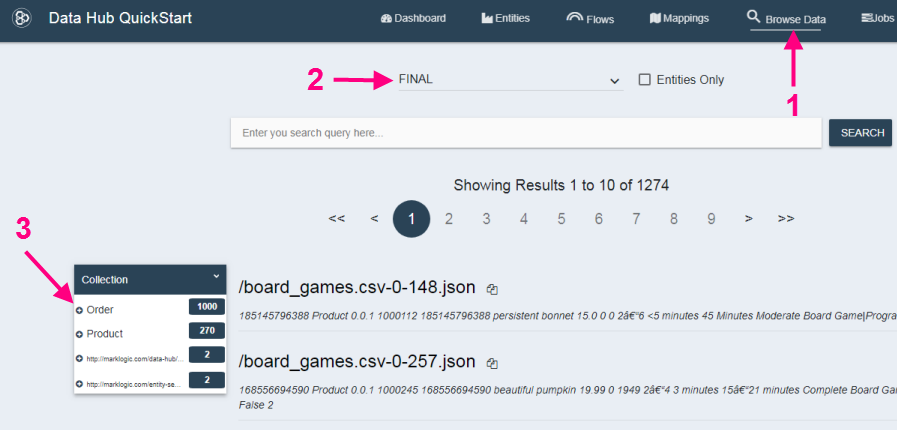 Data Hub QuickStart
Dashboard Entities Flows Mappings Browse Data Jobs
2 FINAL Entities Only
1
Enter you search query here... SEARCH
Showing Results 1 to 10 of 1274
<< < 1 2 3 4 5 6 7 8 9 > >>
3
Collection
Order 1000
Product 270
http://marklogic.com/data-hub/... 2
http://marklogic.com/entity-se... 2
/board_games.csv-0-148.json
185145796388 Product 0.0.1 1000112 185145796388 persistent bonnet 15.0 0 0 2â€“6 <5 minutes 45 Minutes Moderate Board Game|Progra
/board_games.csv-0-257.json
168556694590 Product 0.0.1 1000245 168556694590 beautiful pumpkin 19.99 0 1949 2â€“4 3 minutes 15â€“21 minutes Complete Board Ga
False 2